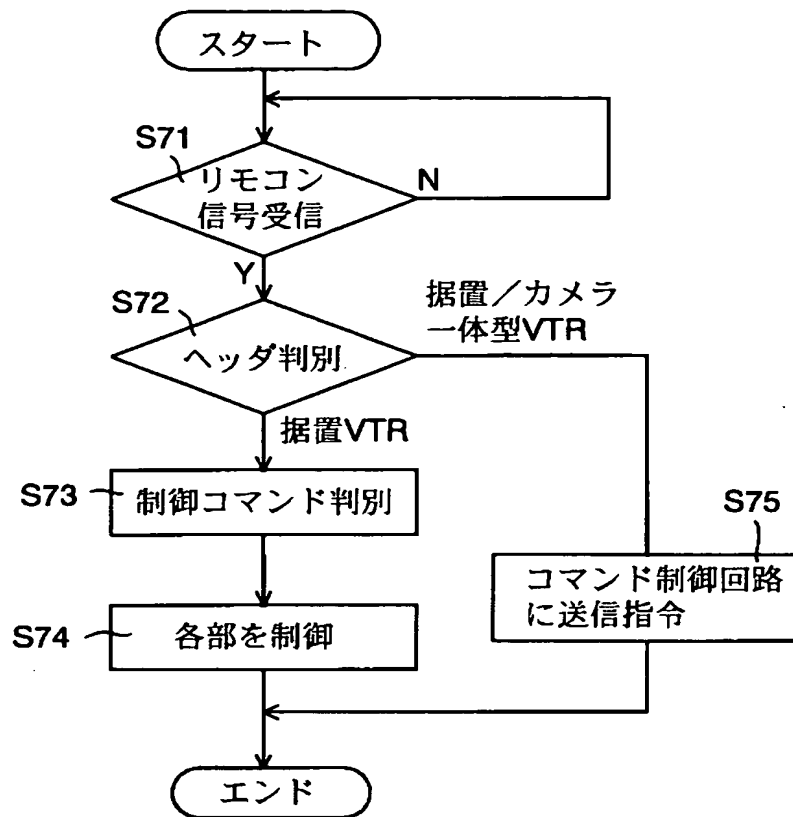 スタート
S71
リモコン
信号受信
N
Y
S72
ヘッダ判別
据置／カメラ
一体型VTR
据置VTR
S73
制御コマンド判別
S75
コマンド制御回路
に送信指令
S74
各部を制御
エンド